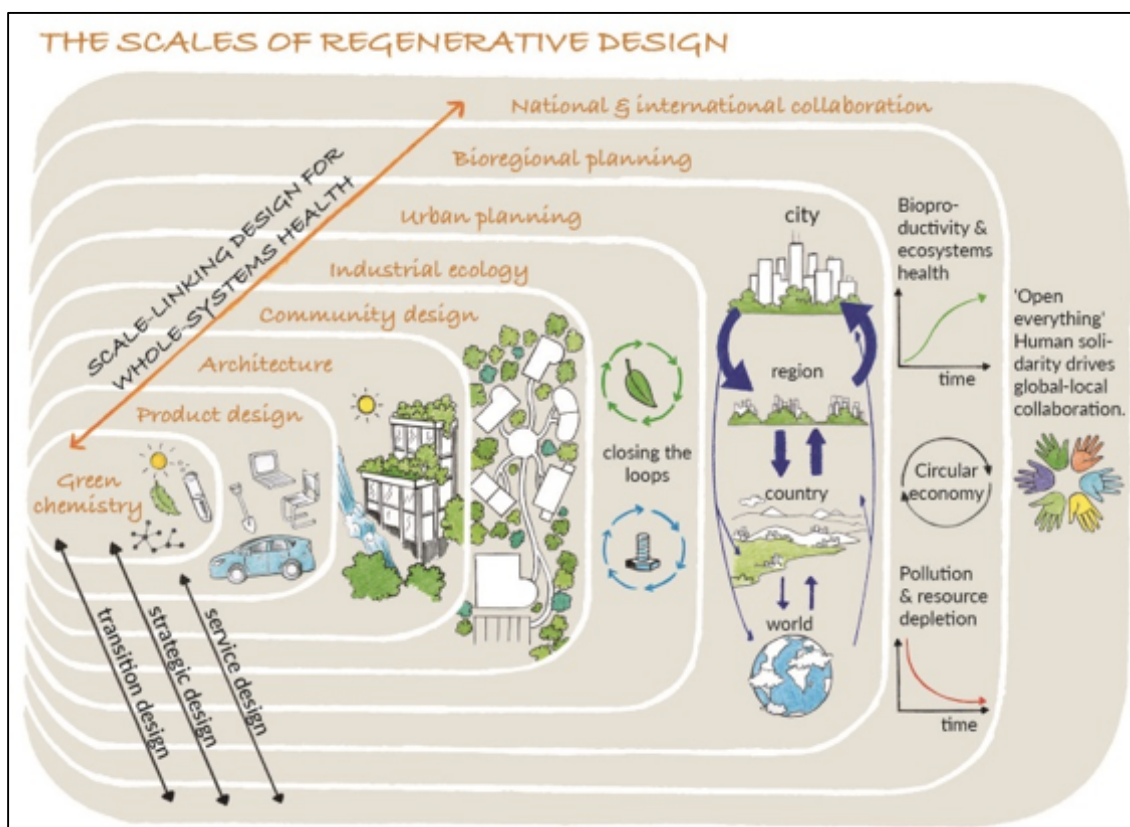 THE SCALES OF REGENERATIVE DESIGN
National & international collaboration
Bioregional planning
Urban planning
Industrial ecology
Community design
Architecture
Product design
Green
chemistry
SCALE-LINKING DESIGN FOR
WHOLE-SYSTEMS HEALTH
transition design
strategic design
service design
closing the
loops
city
region
country
world
Biopro-
ductivity &
ecosystems
health
time
Circular
economy
Pollution
& resource
depletion
time
'Open
everything'
Human soli-
darity drives
global-local
collaboration.